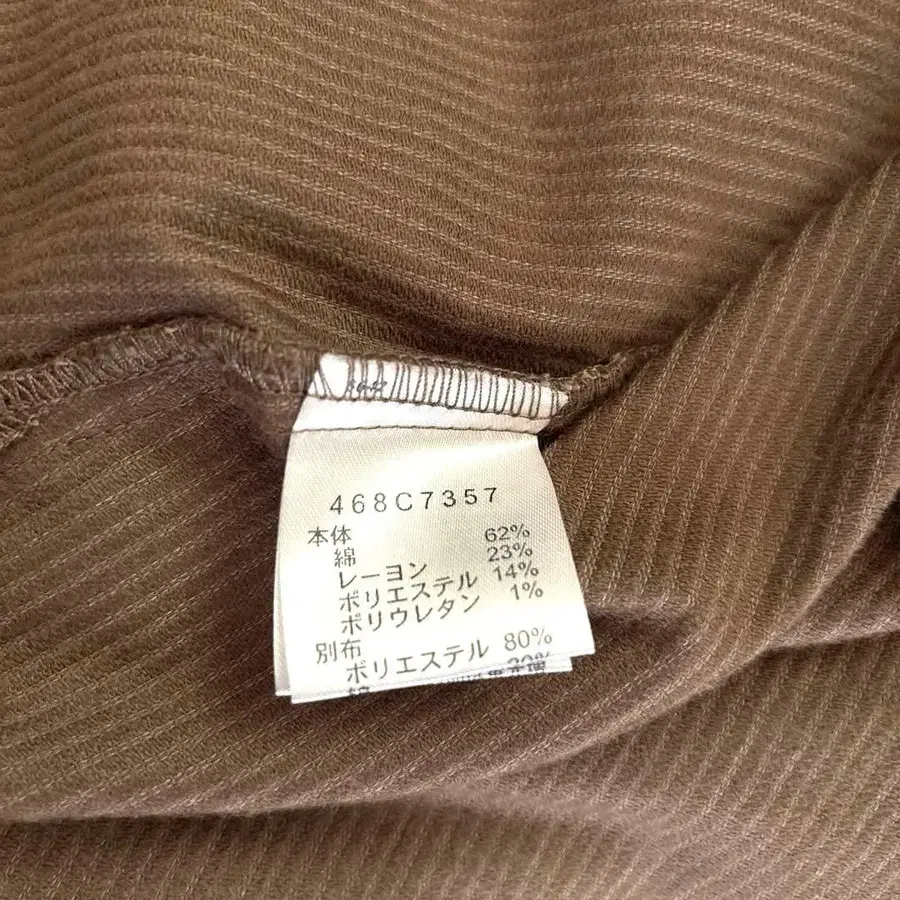 468C7357
本体
綿 62%
レーヨン 23%
ポリエステル 14%
ポリウレタン 1%
別布
ポリエステル 80%